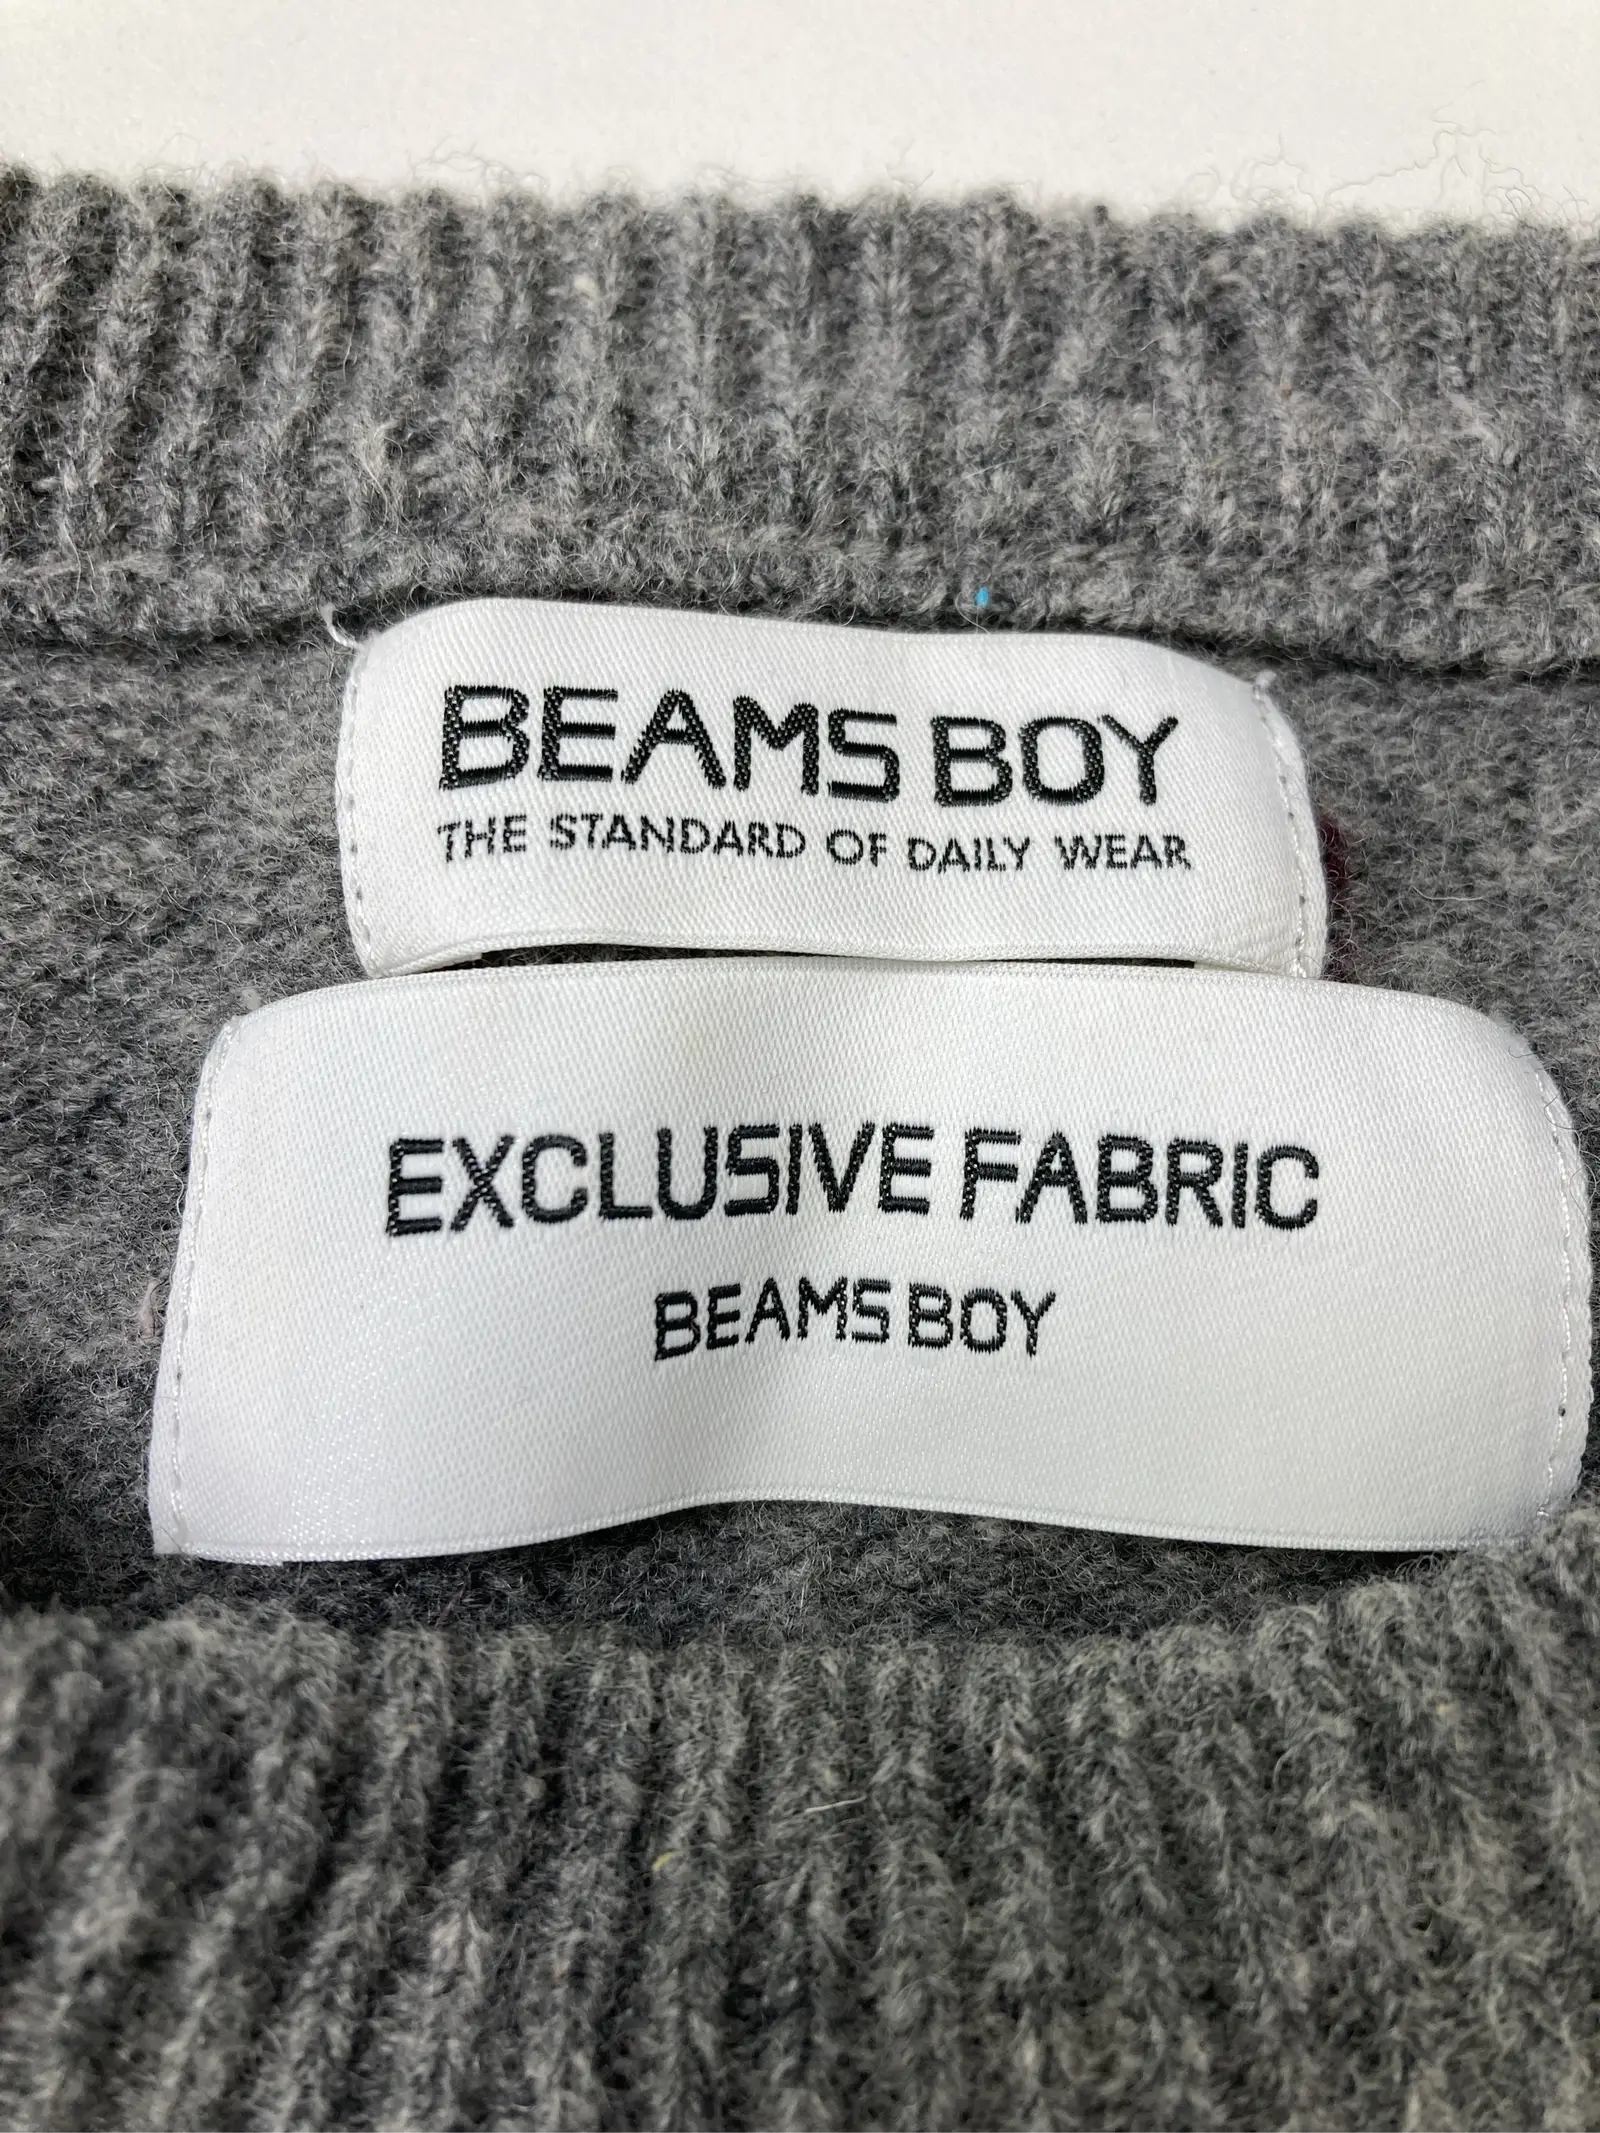 BEAMS BOY
THE STANDARD OF DAILY WEAR
EXCLUSIVE FABRIC
BEAMS BOY